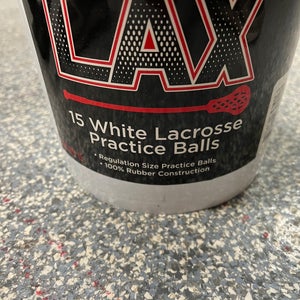 LAX
15 White Lacrosse
Practice Balls
• Regulation Size Practice Balls
• 100% Rubber Construction